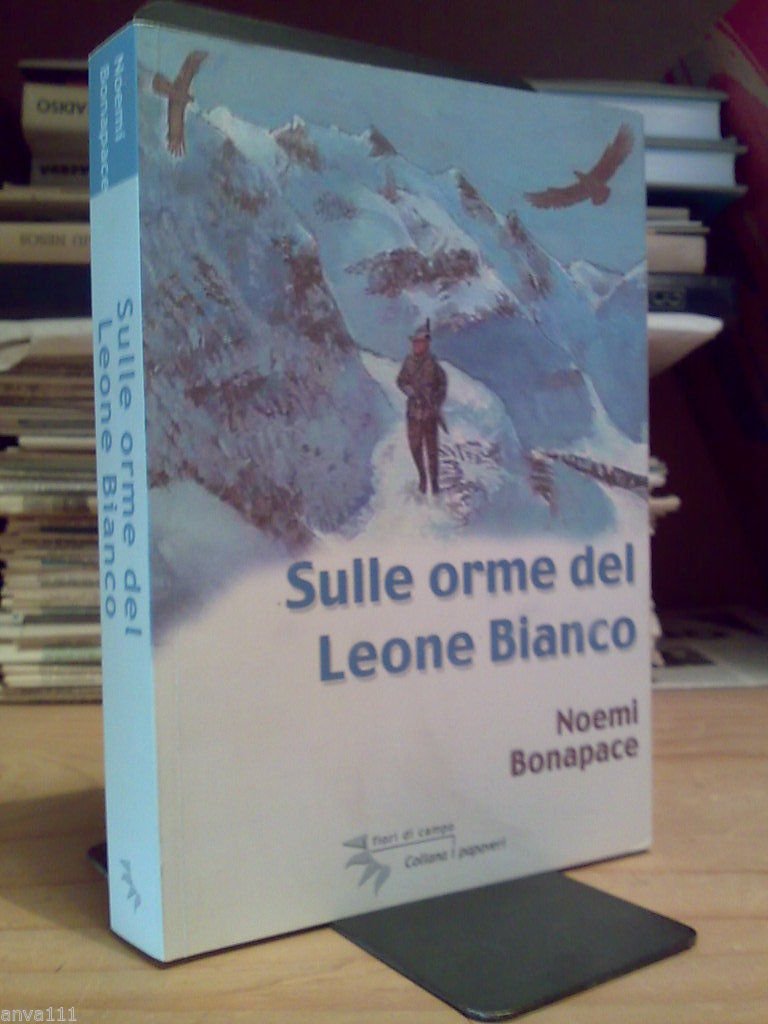 Noemi
Bonapace
Sulle orme del
Leone Bianco
Sulle orme del
Leone Bianco
Noemi
Bonapace
fiori di campo
Collana i papaveri
anva111